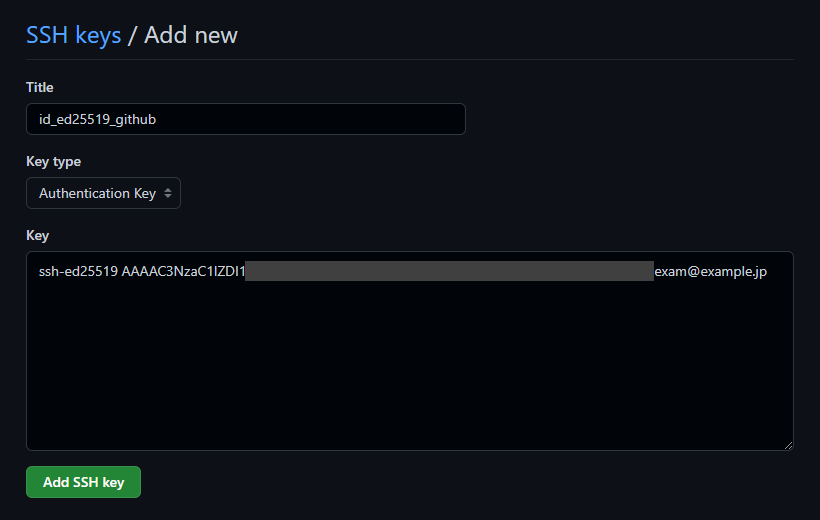 SSH keys / Add new
Title
id_ed25519_github
Key type
Authentication Key
Key
ssh-ed25519 AAAAC3NzaC1lZDI1 exam@example.jp
Add SSH key